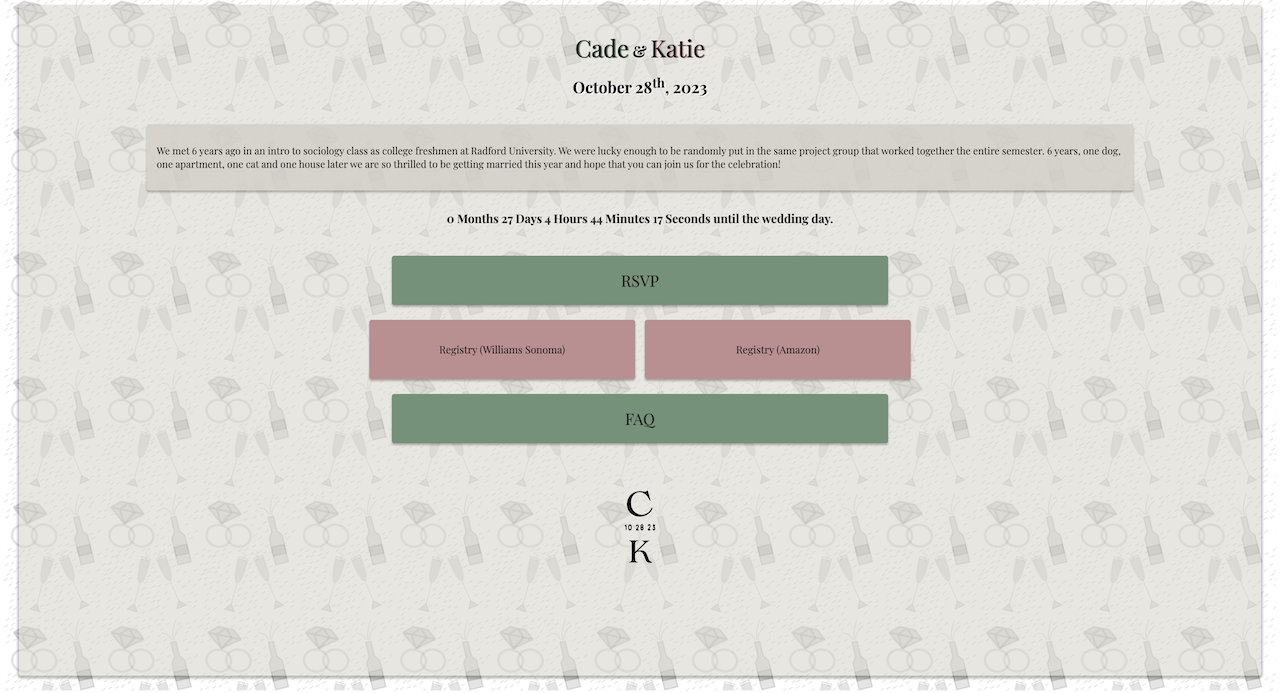 Cade & Katie
October 28th, 2023
We met 6 years ago in an intro to sociology class as college freshmen at Radford University. We were lucky enough to be randomly put in the same project group that worked together the entire semester. 6 years, one dog,
one apartment, one cat and one house later we are so thrilled to be getting married this year and hope that you can join us for the celebration!
0 Months 27 Days 4 Hours 44 Minutes 17 Seconds until the wedding day.
RSVP
Registry (Williams Sonoma) Registry (Amazon)
FAQ
C
10 28 23
K